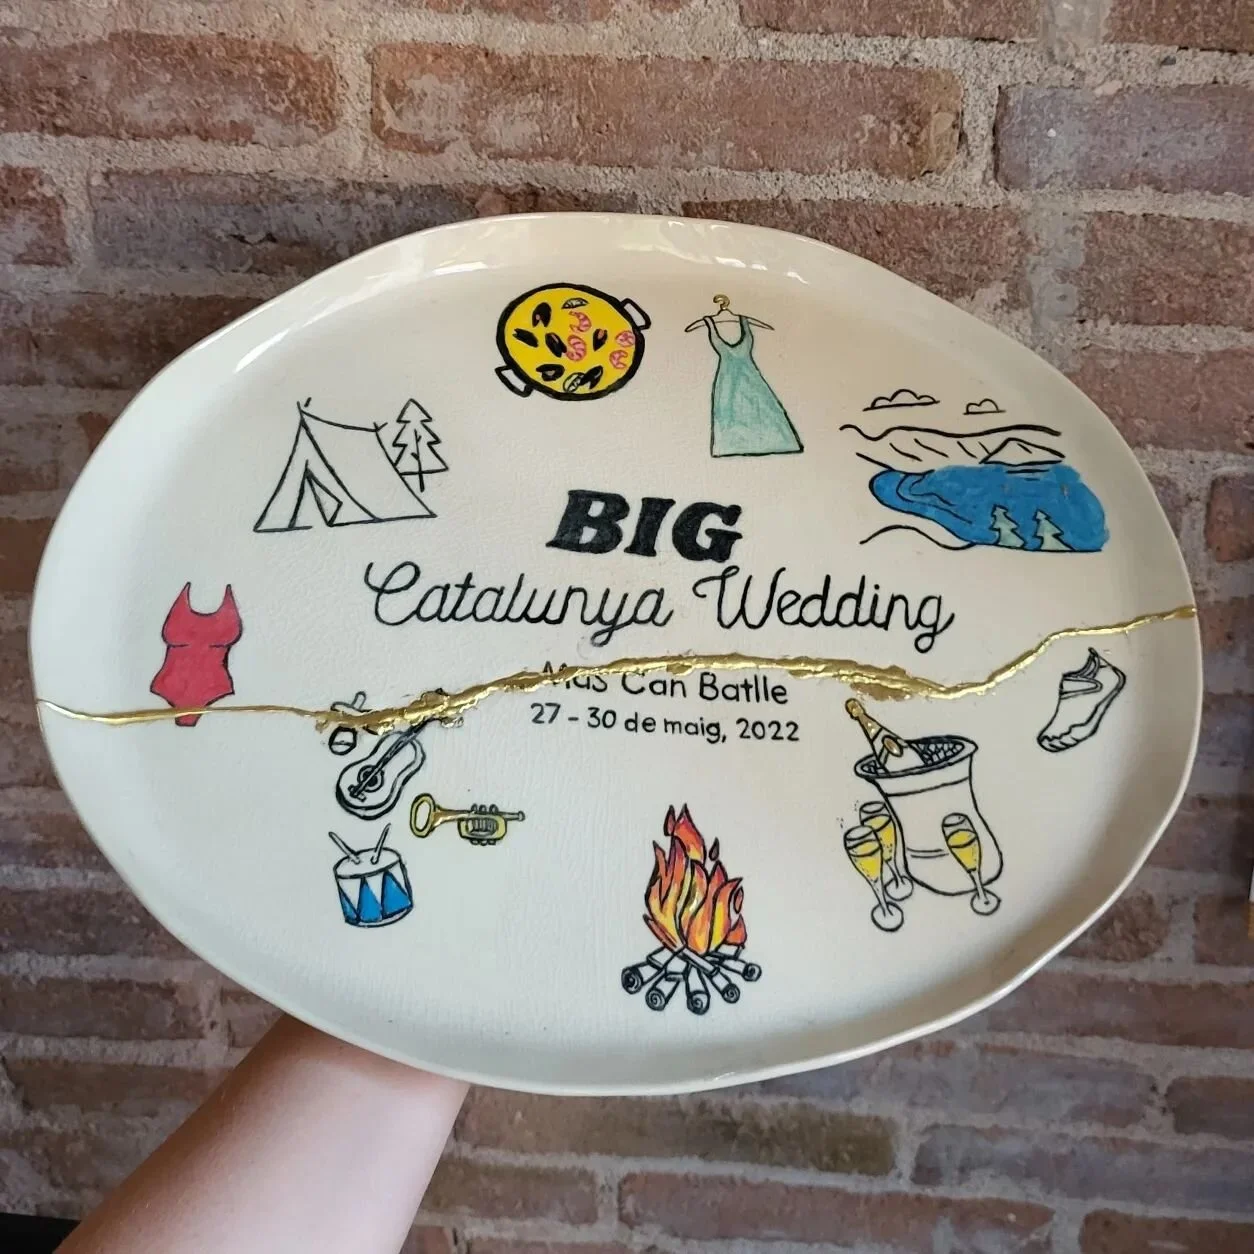 BIG
Catalunya Wedding
Mas Can Batlle
27 - 30 de maig, 2022